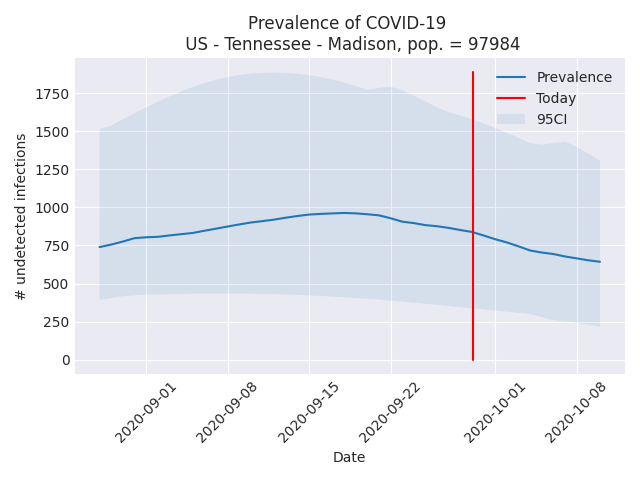 Prevalence of COVID-19
US - Tennessee - Madison, pop. = 97984
Prevalence
Today
95CI
# undetected infections
1750
1500
1250
1000
750
500
250
0
2020-09-01
2020-09-08
2020-09-15
2020-09-22
2020-10-01
2020-10-08
Date